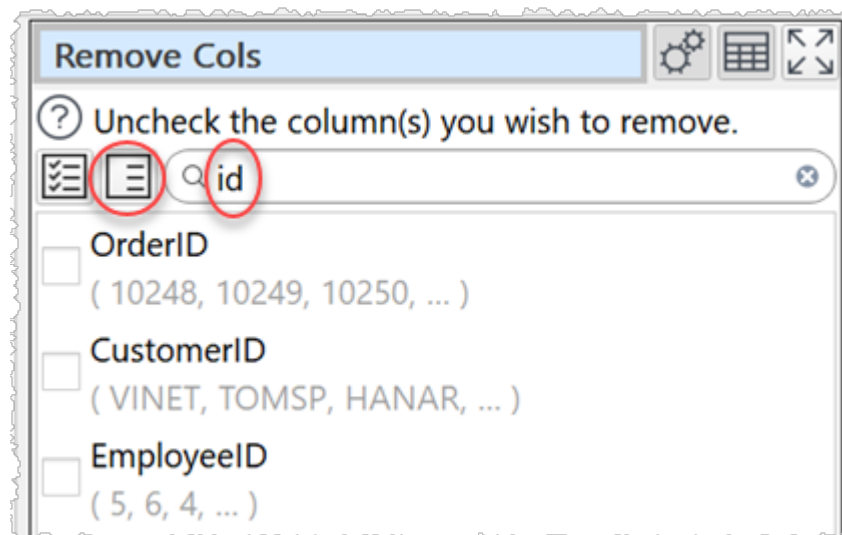 Remove Cols
? Uncheck the column(s) you wish to remove.
id
OrderID
( 10248, 10249, 10250, ... )
CustomerID
( VINET, TOMSP, HANAR, ... )
EmployeeID
( 5, 6, 4, ... )